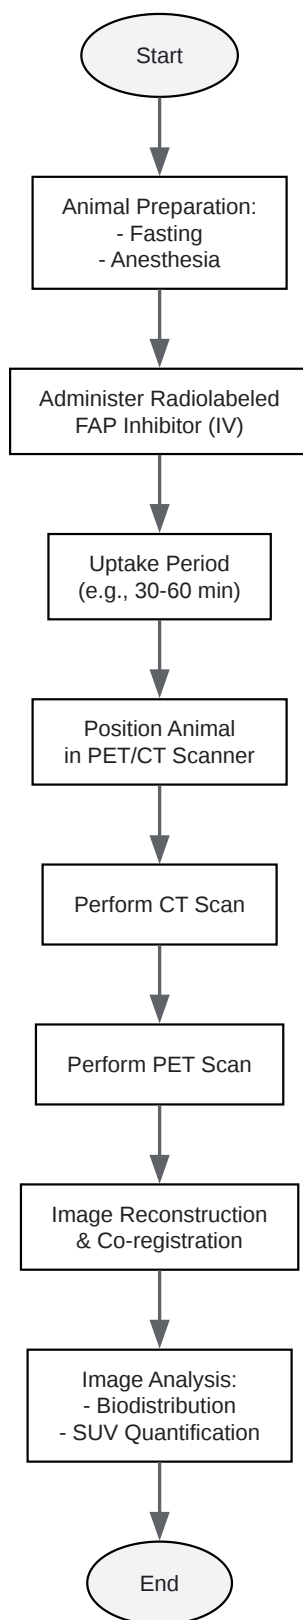 Start
Animal Preparation:
- Fasting
- Anesthesia
Administer Radiolabeled
FAP Inhibitor (IV)
Uptake Period
(e.g., 30-60 min)
Position Animal
in PET/CT Scanner
Perform CT Scan
Perform PET Scan
Image Reconstruction
& Co-registration
Image Analysis:
- Biodistribution
- SUV Quantification
End